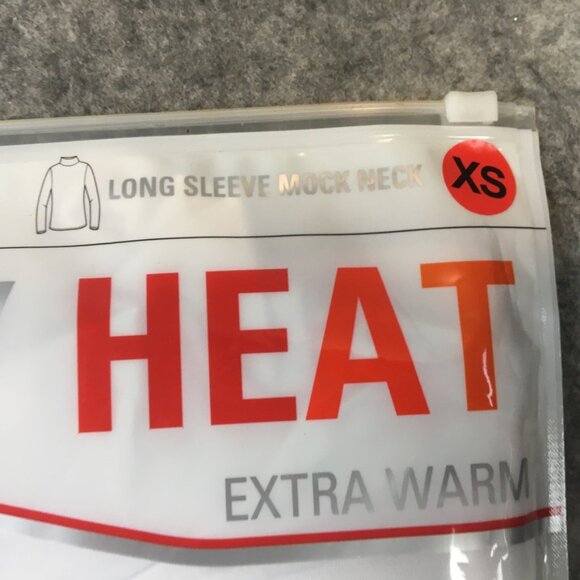 LONG SLEEVE MOCK NECK XS
HEAT
EXTRA WARM